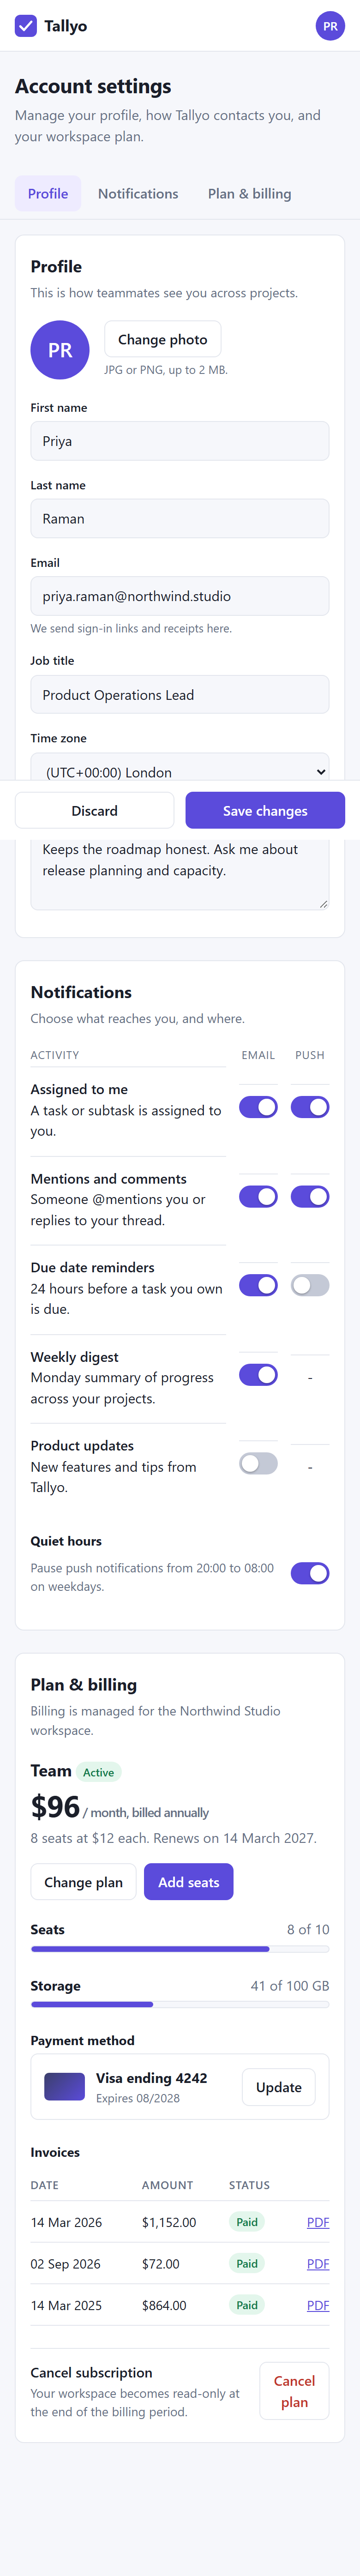 Tallyo
PR
Account settings
Manage your profile, how Tallyo contacts you, and
your workspace plan.
Profile
Notifications
Plan & billing
Profile
This is how teammates see you across projects.
PR
Change photo
JPG or PNG, up to 2 MB.
First name
Priya
Last name
Raman
Email
priya.raman@northwind.studio
We send sign-in links and receipts here.
Job title
Product Operations Lead
Time zone
(UTC+00:00) London
Discard
Save changes
Keeps the roadmap honest. Ask me about
release planning and capacity.
Notifications
Choose what reaches you, and where.
ACTIVITY
EMAIL
PUSH
Assigned to me
A task or subtask is assigned to
you.
Mentions and comments
Someone @mentions you or
replies to your thread.
Due date reminders
24 hours before a task you own
is due.
Weekly digest
Monday summary of progress
across your projects.
-
Product updates
New features and tips from
Tallyo.
-
Quiet hours
Pause push notifications from 20:00 to 08:00
on weekdays.
Plan & billing
Billing is managed for the Northwind Studio
workspace.
Team
Active
$96 / month, billed annually
8 seats at $12 each. Renews on 14 March 2027.
Change plan
Add seats
Seats
8 of 10
Storage
41 of 100 GB
Payment method
Visa ending 4242
Expires 08/2028
Update
Invoices
DATE
AMOUNT
STATUS
14 Mar 2026
$1,152.00
Paid
PDF
02 Sep 2026
$72.00
Paid
PDF
14 Mar 2025
$864.00
Paid
PDF
Cancel subscription
Your workspace becomes read-only at
the end of the billing period.
Cancel
plan